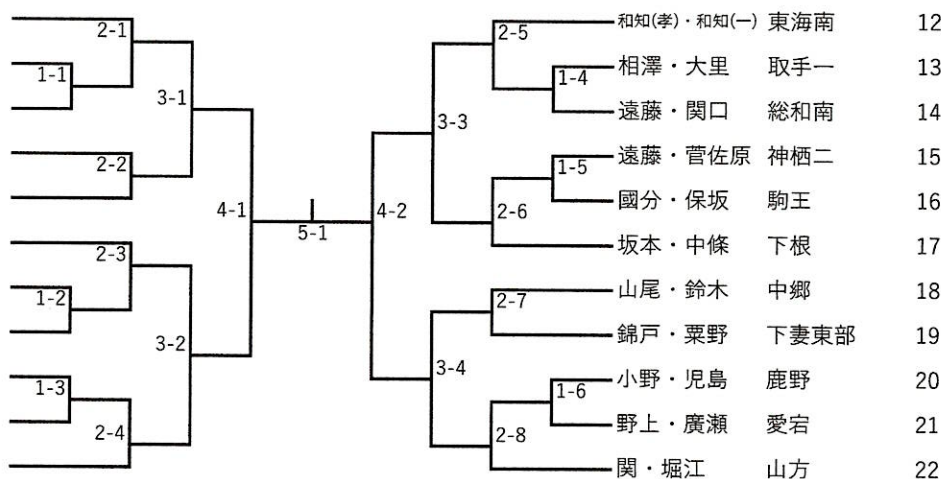 2-1
1-1
3-1
2-2
4-1
2-3
1-2
3-2
1-3
2-4
5-1
4-2
3-3
2-5
1-4
1-5
2-6
2-7
3-4
1-6
2-8
和知(孝)・和知(一) 東海南 12
相澤・大里 取手一 13
遠藤・関口 総和南 14
遠藤・菅佐原 神栖二 15
國分・保坂 駒王 16
坂本・中條 下根 17
山尾・鈴木 中郷 18
錦戸・粟野 下妻東部 19
小野・児島 鹿野 20
野上・廣瀬 愛宕 21
関・堀江 山方 22